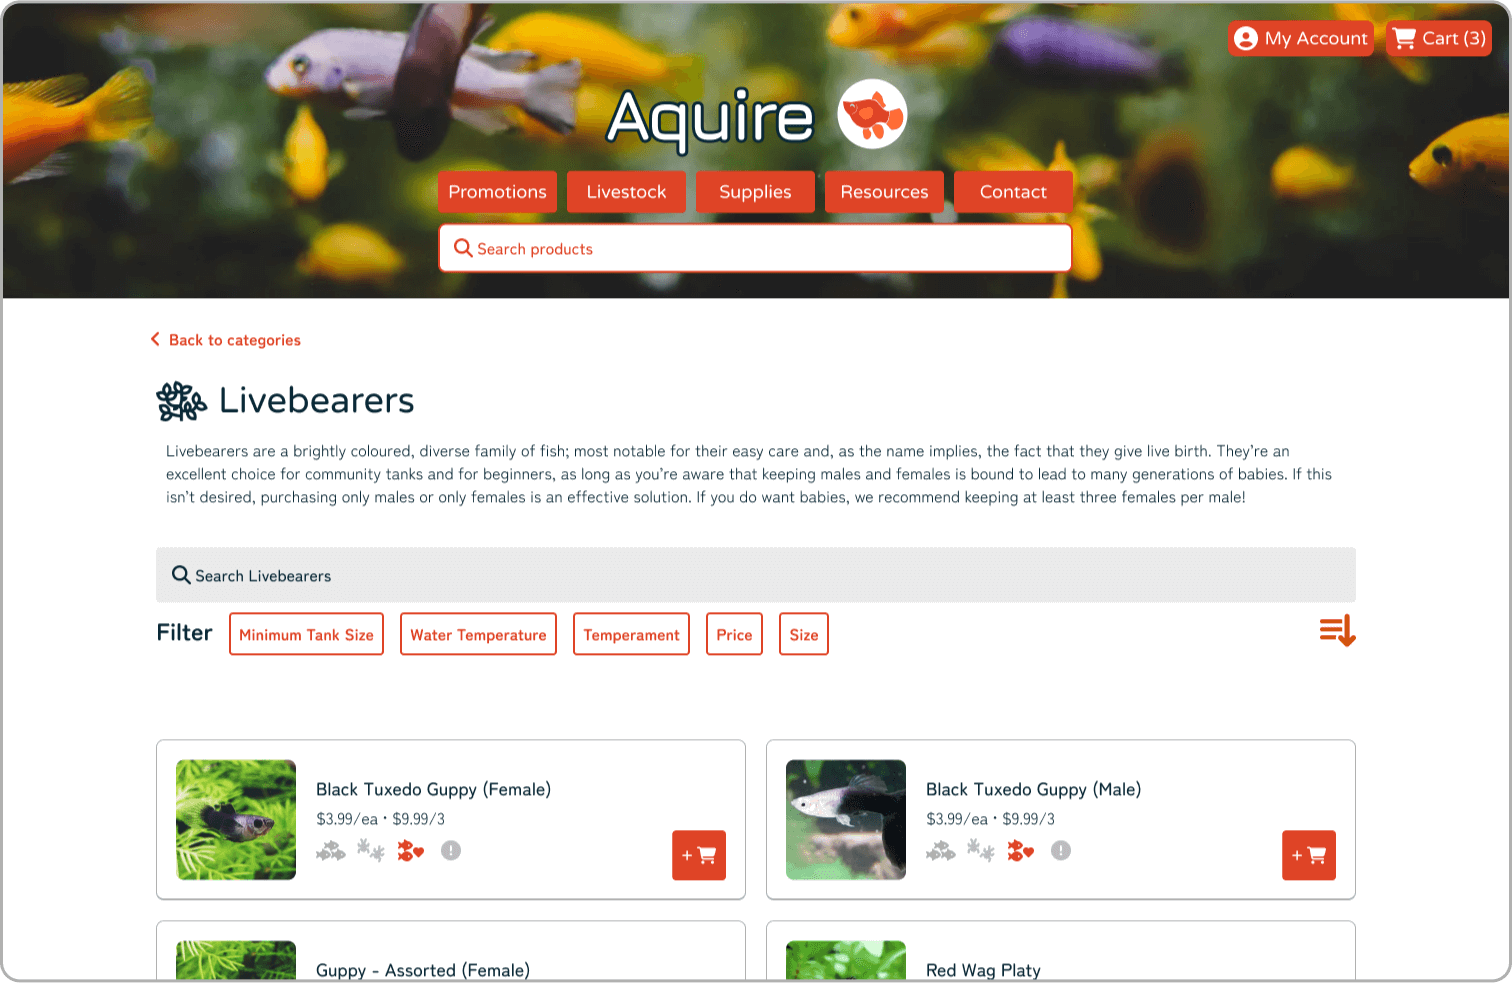 My Account
Cart (3)
Aquire
Promotions
Livestock
Supplies
Resources
Contact
Search products
Back to categories
Livebearers
Livebearers are a brightly coloured, diverse family of fish; most notable for their easy care and, as the name implies, the fact that they give live birth. They’re an
excellent choice for community tanks and for beginners, as long as you’re aware that keeping males and females is bound to lead to many generations of babies. If this
isn’t desired, purchasing only males or only females is an effective solution. If you do want babies, we recommend keeping at least three females per male!
Search Livebearers
Filter
Minimum Tank Size
Water Temperature
Temperament
Price
Size
Black Tuxedo Guppy (Female)
$3.99/ea • $9.99/3
+
Black Tuxedo Guppy (Male)
$3.99/ea • $9.99/3
+
Guppy - Assorted (Female)
Red Wag Platy